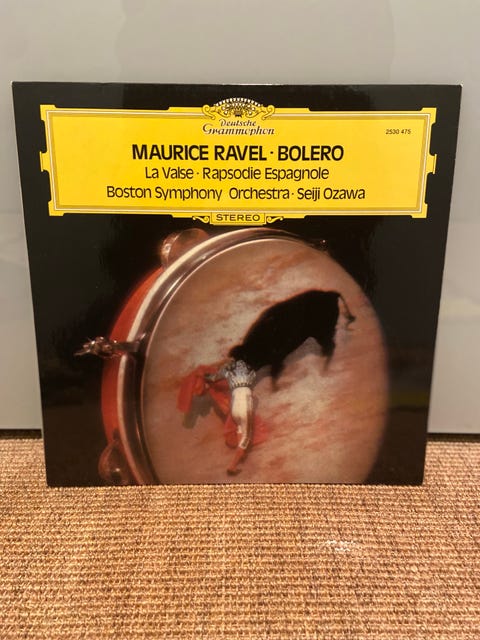 Deutsche
Grammophon
2530 475
MAURICE RAVEL · BOLERO
La Valse · Rapsodie Espagnole
Boston Symphony Orchestra · Seiji Ozawa
STEREO